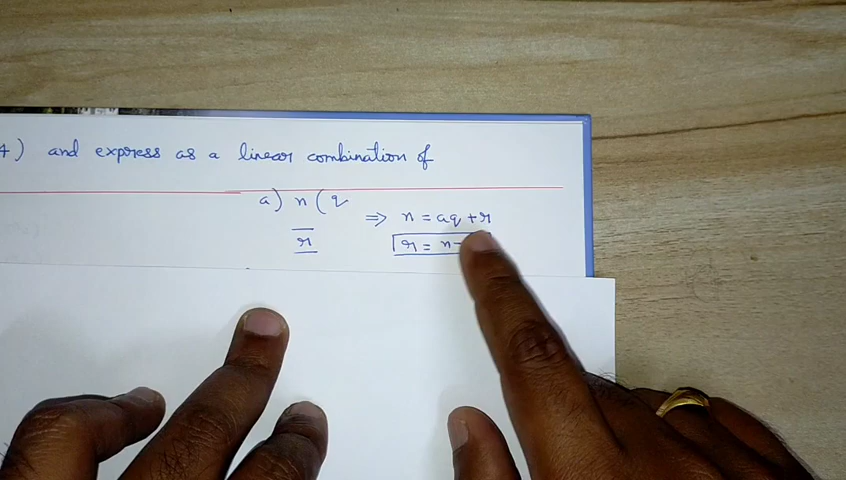 4) and express as a linear combination of
a) n ( q
⇒ n = aq + r
r
r = n -